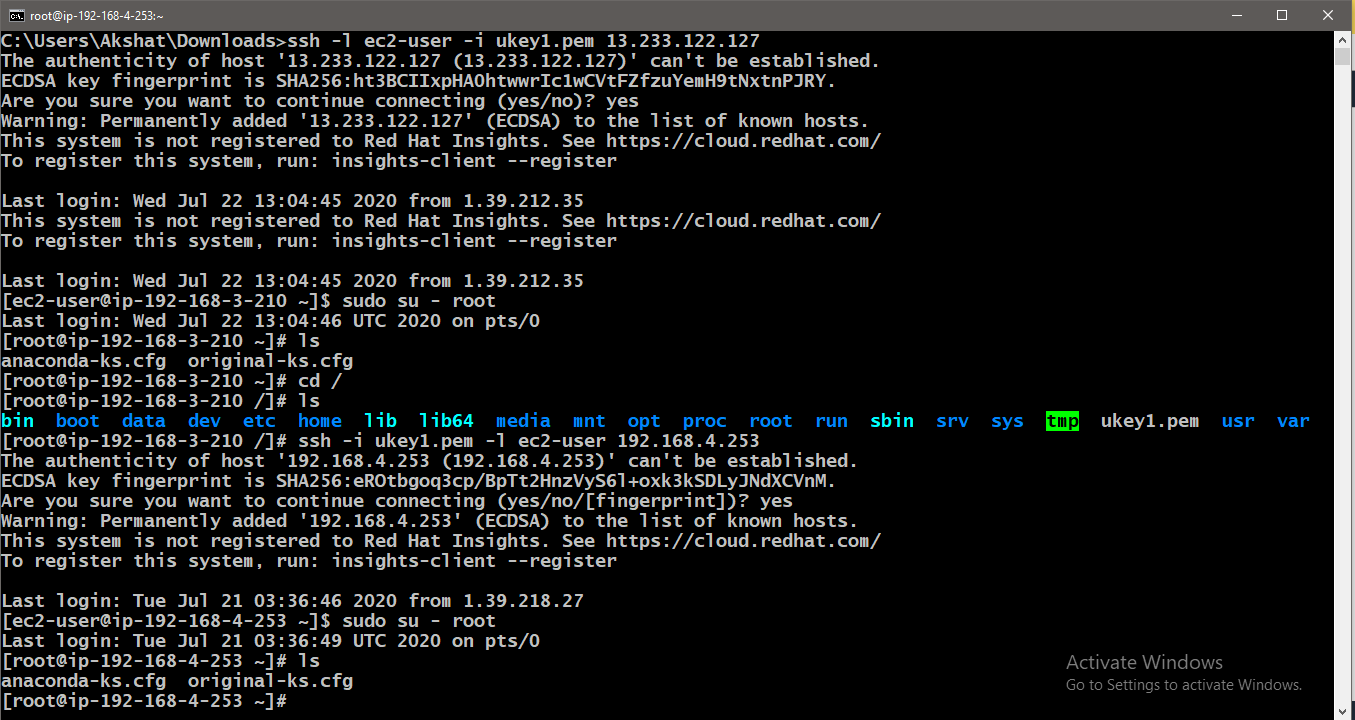 root@ip-192-168-4-253:~
C:\Users\Akshat\Downloads>ssh -l ec2-user -i ukey1.pem 13.233.122.127
The authenticity of host '13.233.122.127 (13.233.122.127)' can't be established.
ECDSA key fingerprint is SHA256:ht3BCIIxpHAOhtwwrIc1wCVtFZfzuYemH9tNxtnPJRY.
Are you sure you want to continue connecting (yes/no)? yes
Warning: Permanently added '13.233.122.127' (ECDSA) to the list of known hosts.
This system is not registered to Red Hat Insights. See https://cloud.redhat.com/
To register this system, run: insights-client --register
Last login: Wed Jul 22 13:04:45 2020 from 1.39.212.35
This system is not registered to Red Hat Insights. See https://cloud.redhat.com/
To register this system, run: insights-client --register
Last login: Wed Jul 22 13:04:45 2020 from 1.39.212.35
[ec2-user@ip-192-168-3-210 ~]$ sudo su - root
Last login: Wed Jul 22 13:04:46 UTC 2020 on pts/0
[root@ip-192-168-3-210 ~]# ls
anaconda-ks.cfg  original-ks.cfg
[root@ip-192-168-3-210 ~]# cd /
[root@ip-192-168-3-210 /]# ls
bin  boot  data  dev  etc  home  lib  lib64  media  mnt  opt  proc  root  run  sbin  srv  sys  tmp  ukey1.pem  usr  var
[root@ip-192-168-3-210 /]# ssh -i ukey1.pem -l ec2-user 192.168.4.253
The authenticity of host '192.168.4.253 (192.168.4.253)' can't be established.
ECDSA key fingerprint is SHA256:eROtbgoq3cp/BpTt2HnzVyS6l+oxk3kSDLyJNdXCVnM.
Are you sure you want to continue connecting (yes/no/[fingerprint])? yes
Warning: Permanently added '192.168.4.253' (ECDSA) to the list of known hosts.
This system is not registered to Red Hat Insights. See https://cloud.redhat.com/
To register this system, run: insights-client --register
Last login: Tue Jul 21 03:36:46 2020 from 1.39.218.27
[ec2-user@ip-192-168-4-253 ~]$ sudo su - root
Last login: Tue Jul 21 03:36:49 UTC 2020 on pts/0
[root@ip-192-168-4-253 ~]# ls
anaconda-ks.cfg  original-ks.cfg
[root@ip-192-168-4-253 ~]#
Activate Windows
Go to Settings to activate Windows.